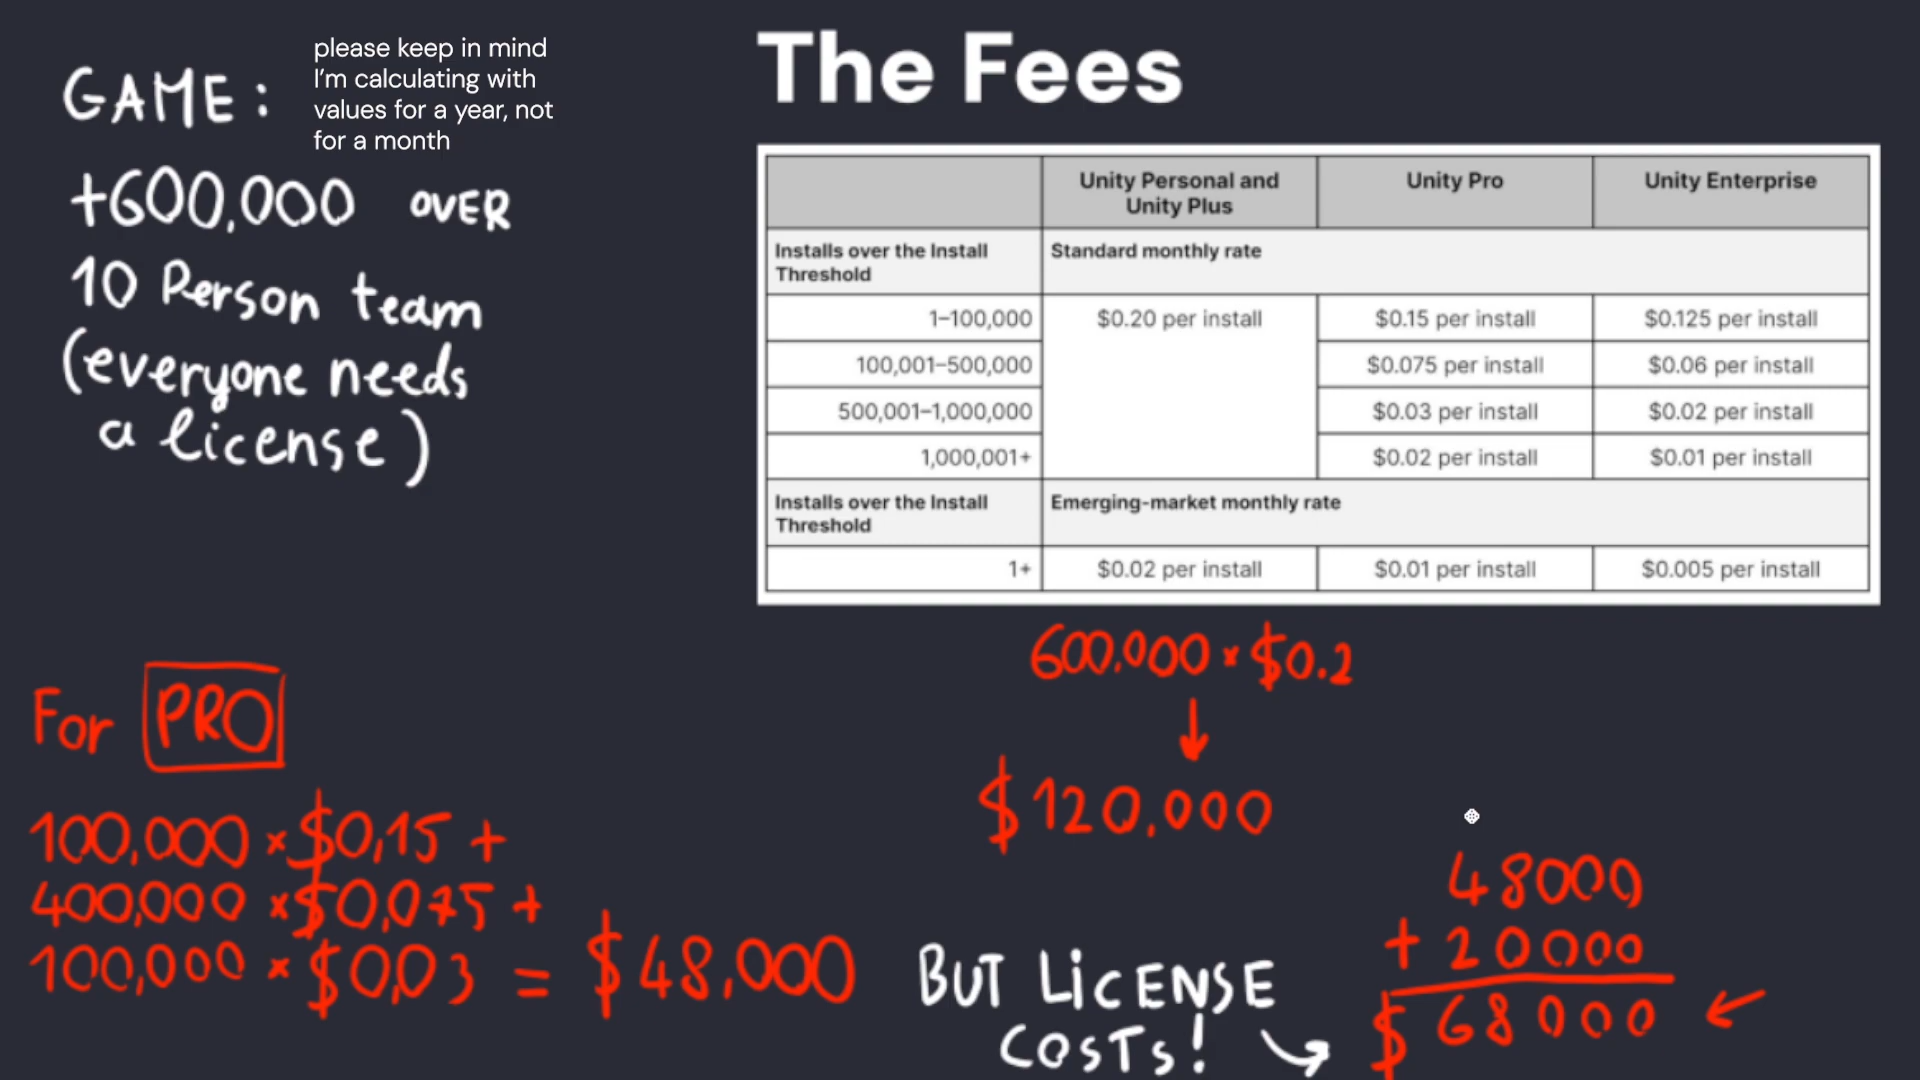 GAME:
please keep in mind
I'm calculating with
values for a year, not
for a month
+600,000 OVER
10 Person team
(everyone needs
a license)
The Fees
Unity Personal and
Unity Plus
Unity Pro
Unity Enterprise
Installs over the Install
Threshold
Standard monthly rate
1–100,000 $0.20 per install $0.15 per install $0.125 per install
100,001–500,000 $0.075 per install $0.06 per install
500,001–1,000,000 $0.03 per install $0.02 per install
1,000,001+ $0.02 per install $0.01 per install
Installs over the Install
Threshold
Emerging-market monthly rate
1+ $0.02 per install $0.01 per install $0.005 per install
600.000 × $0.2
$120,000
For PRO
100,000 × $0,15 +
400,000 × $0,075 +
100,000 × $0,03 = $48,000
BUT LICENSE
COSTS!
48000
+ 20000
$ 68000